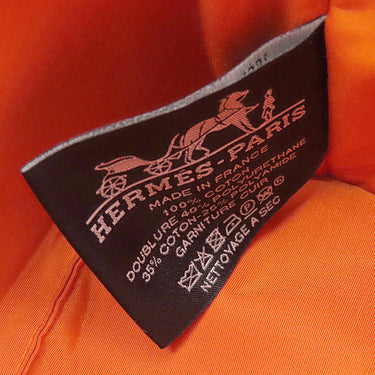 HERMES-PARIS
MADE IN FRANCE
100% COTON
DOUBLURE 40% POLYURETHANE
35% COTON-25% POLYAMIDE
GARNITURE CUIR
NETTOYAGE A SEC